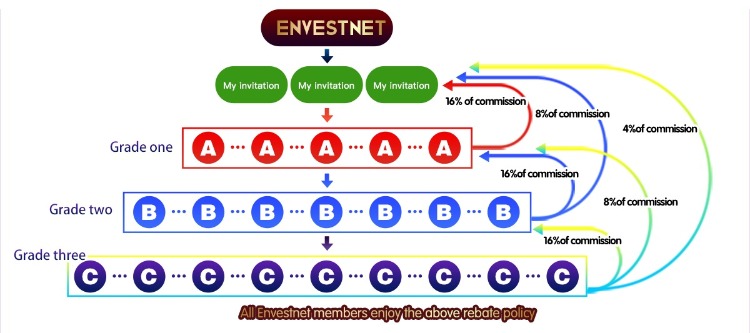 ENVESTNET
My invitation My invitation My invitation
16% of commission
8%of commission
4%of commission
Grade one
A ... A ... A ... A ... A
16%of commission
8%of commission
Grade two
B ... B ... B ... B ... B ... B ... B
16%of commission
Grade three
C ... C ... C ... C ... C ... C ... C ... C ... C
All Envestnet members enjoy the above rebate policy